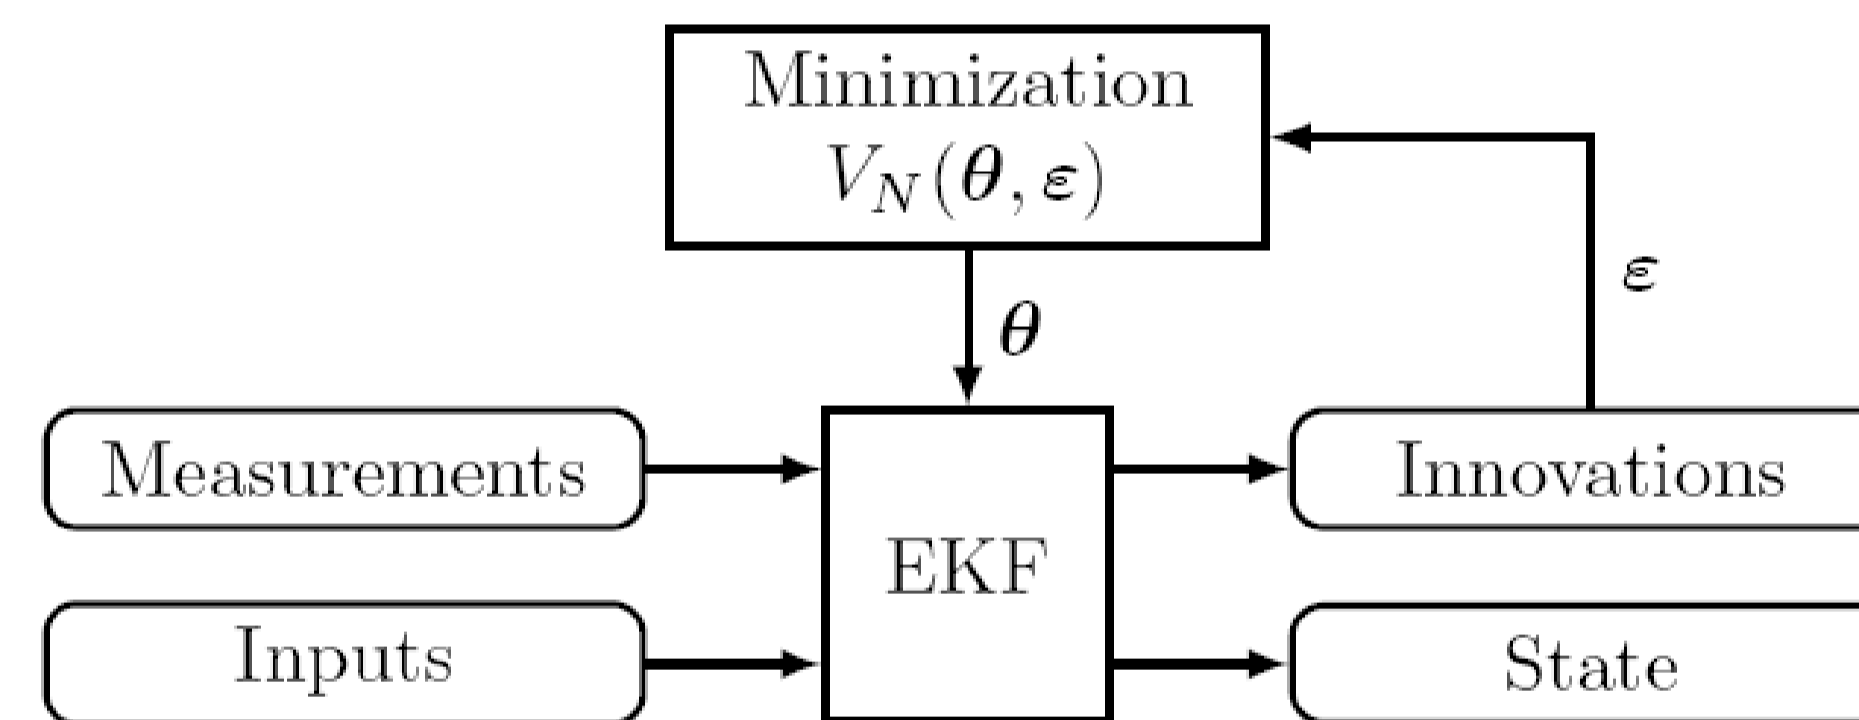 Minimization
V_N(θ, ε)
ε
θ
Measurements
Innovations
EKF
Inputs
State